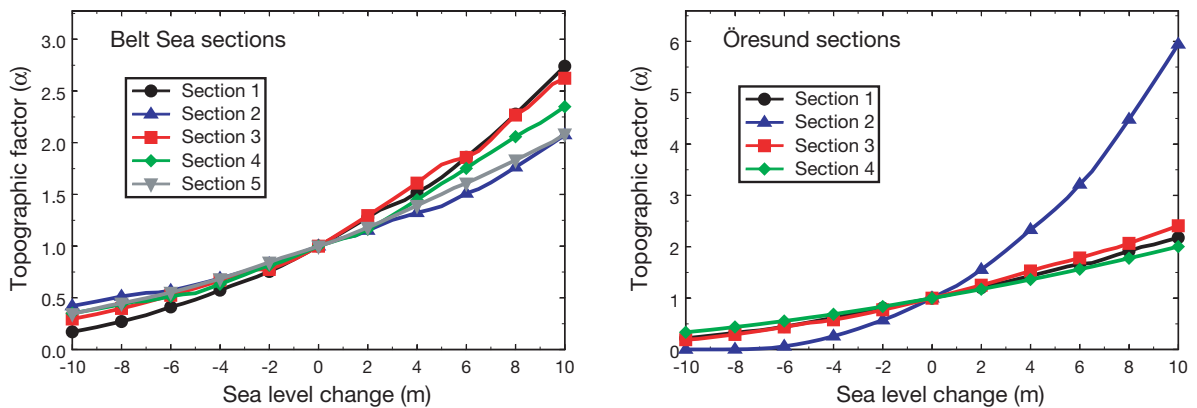 Belt Sea sections
Topographic factor (α)
3.0
2.5
2.0
1.5
1.0
0.5
0.0
Section 1
Section 2
Section 3
Section 4
Section 5
-10 -8 -6 -4 -2 0 2 4 6 8 10
Sea level change (m)
Öresund sections
Topographic factor (α)
6
5
4
3
2
1
0
Section 1
Section 2
Section 3
Section 4
-10 -8 -6 -4 -2 0 2 4 6 8 10
Sea level change (m)